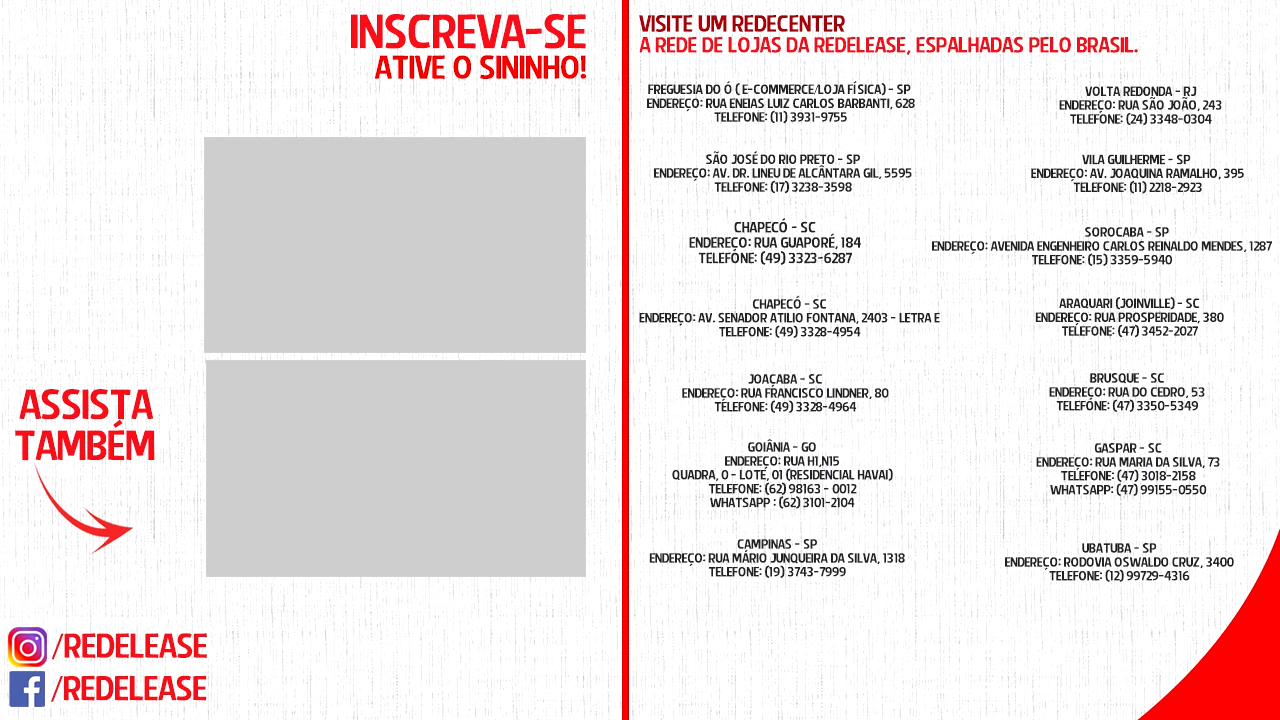 INSCREVA-SE
ATIVE O SININHO!
ASSISTA
TAMBÉM
/REDELEASE
/REDELEASE
VISITE UM REDECENTER
A REDE DE LOJAS DA REDELEASE, ESPALHADAS PELO BRASIL.
FREGUESIA DO Ó ( E-COMMERCE/LOJA FÍSICA) - SP
ENDEREÇO: RUA ENEIAS LUIZ CARLOS BARBANTI, 628
TELEFONE: (11) 3931-9755
SÃO JOSÉ DO RIO PRETO - SP
ENDEREÇO: AV. DR. LINEU DE ALCÂNTARA GIL, 5595
TELEFONE: (17) 3238-3598
CHAPECÓ - SC
ENDEREÇO: RUA GUAPORÉ, 184
TELEFONE: (49) 3323-6287
CHAPECÓ - SC
ENDEREÇO: AV. SENADOR ATILIO FONTANA, 2403 - LETRA E
TELEFONE: (49) 3328-4954
JOAÇABA - SC
ENDEREÇO: RUA FRANCISCO LINDNER, 80
TELEFONE: (49) 3328-4964
GOIÂNIA - GO
ENDEREÇO: RUA H1,N15
QUADRA, 0 - LOTE, 01 (RESIDENCIAL HAVAI)
TELEFONE: (62) 98163 - 0012
WHATSAPP : (62) 3101-2104
CAMPINAS - SP
ENDEREÇO: RUA MÁRIO JUNQUEIRA DA SILVA, 1318
TELEFONE: (19) 3743-7999
VOLTA REDONDA - RJ
ENDEREÇO: RUA SÃO JOÃO, 243
TELEFONE: (24) 3348-0304
VILA GUILHERME - SP
ENDEREÇO: AV. JOAQUINA RAMALHO, 395
TELEFONE: (11) 2218-2923
SOROCABA - SP
ENDEREÇO: AVENIDA ENGENHEIRO CARLOS REINALDO MENDES, 1287
TELEFONE: (15) 3359-5940
ARAQUARI (JOINVILLE) - SC
ENDEREÇO: RUA PROSPERIDADE, 380
TELEFONE: (47) 3452-2027
BRUSQUE - SC
ENDEREÇO: RUA DO CEDRO, 53
TELEFONE: (47) 3350-5349
GASPAR - SC
ENDEREÇO: RUA MARIA DA SILVA, 73
TELEFONE: (47) 3018-2158
WHATSAPP: (47) 99155-0550
UBATUBA - SP
ENDEREÇO: RODOVIA OSWALDO CRUZ, 3400
TELEFONE: (12) 99729-4316